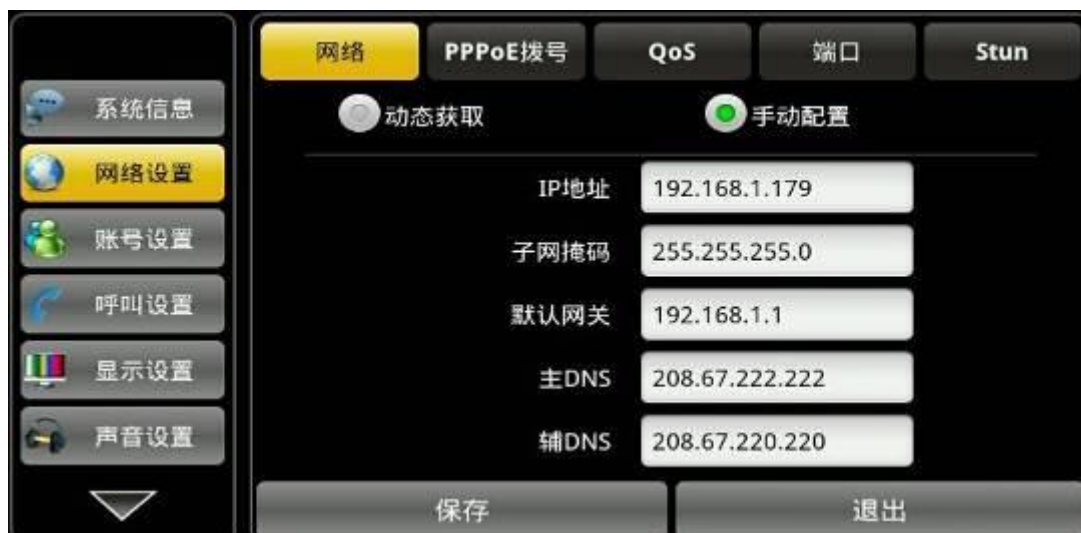 网络 PPPoE拨号 QoS 端口 Stun
系统信息
网络设置
账号设置
呼叫设置
显示设置
声音设置
动态获取 手动配置
IP地址 192.168.1.179
子网掩码 255.255.255.0
默认网关 192.168.1.1
主DNS 208.67.222.222
辅DNS 208.67.220.220
保存 退出